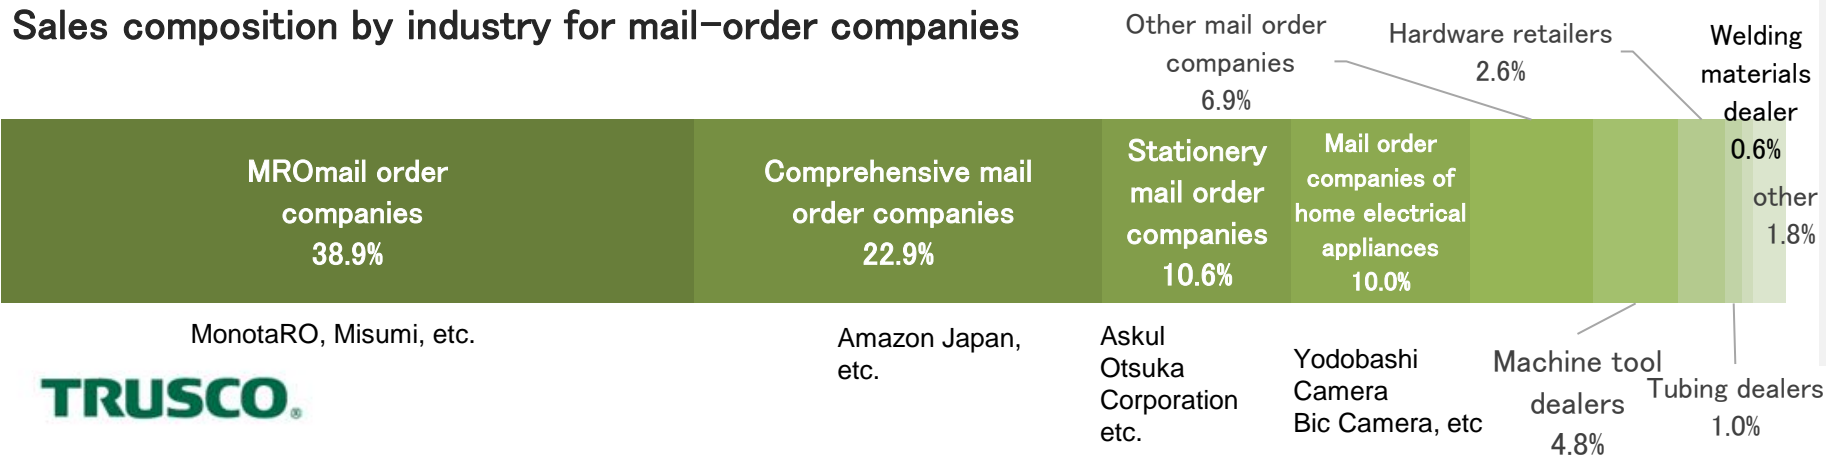 Sales composition by industry for mail-order companies
Other mail order
companies
6.9%
Hardware retailers
2.6%
Welding
materials
dealer
0.6%
MROmail order
companies
38.9%
Comprehensive mail
order companies
22.9%
Stationery
mail order
companies
10.6%
Mail order
companies of
home electrical
appliances
10.0%
other
1.8%
MonotaRO, Misumi, etc.
Amazon Japan,
etc.
Askul
Otsuka
Corporation
etc.
Yodobashi
Camera
Bic Camera, etc
Machine tool
dealers
4.8%
Tubing dealers
1.0%
TRUSCO®